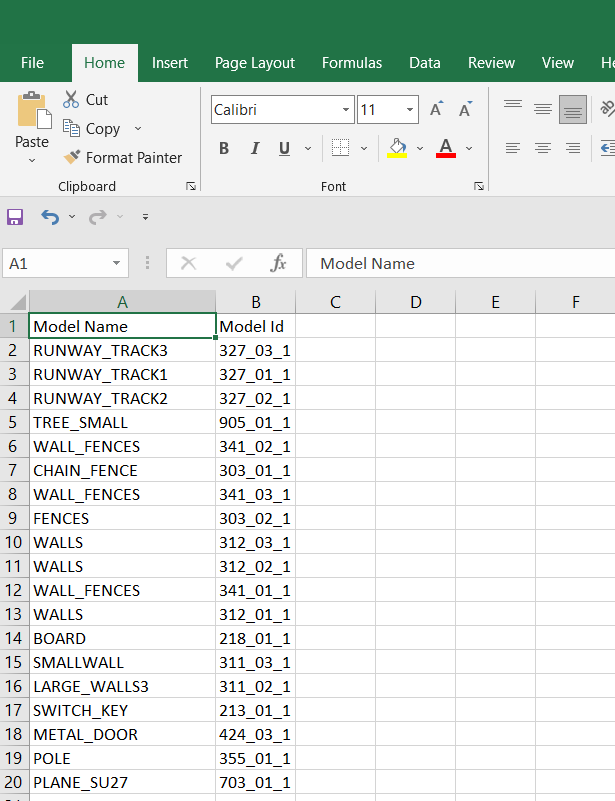 File Home Insert Page Layout Formulas Data Review View He
Cut
Copy
Paste
Format Painter
Calibri 11 A A
B I U A
Clipboard Font
A1 fx Model Name
A B C D E F
1 Model Name Model Id
2 RUNWAY_TRACK3 327_03_1
3 RUNWAY_TRACK1 327_01_1
4 RUNWAY_TRACK2 327_02_1
5 TREE_SMALL 905_01_1
6 WALL_FENCES 341_02_1
7 CHAIN_FENCE 303_01_1
8 WALL_FENCES 341_03_1
9 FENCES 303_02_1
10 WALLS 312_03_1
11 WALLS 312_02_1
12 WALL_FENCES 341_01_1
13 WALLS 312_01_1
14 BOARD 218_01_1
15 SMALLWALL 311_03_1
16 LARGE_WALLS3 311_02_1
17 SWITCH_KEY 213_01_1
18 METAL_DOOR 424_03_1
19 POLE 355_01_1
20 PLANE_SU27 703_01_1